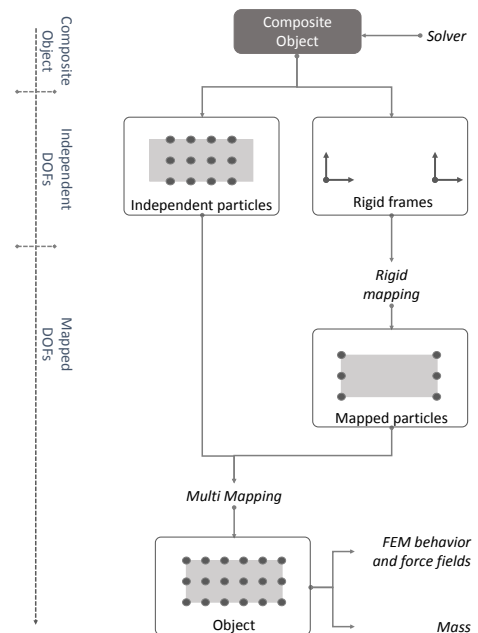 Composite
Object
Solver
Composite
Object
Independent
DOFs
Independent particles
Rigid frames
Rigid
mapping
Mapped
DOFs
Mapped particles
Multi Mapping
FEM behavior
and force fields
Object
Mass